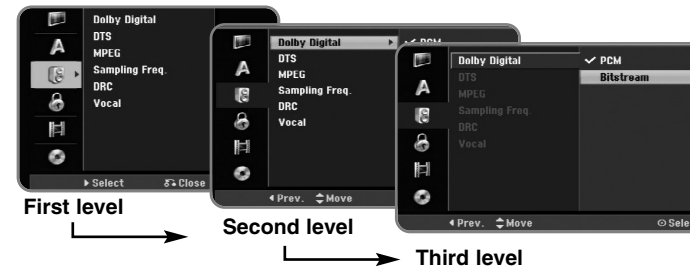 Dolby Digital
DTS
MPEG
A
Sampling Freq.
DRC
Vocal
Select
Close
First level
Dolby Digital
PCM
DTS
MPEG
A
Sampling Freq.
DRC
Vocal
Prev.
Move
Second level
Dolby Digital
PCM
DTS
Bitstream
MPEG
A
Sampling Freq.
DRC
Vocal
Prev.
Move
Third level